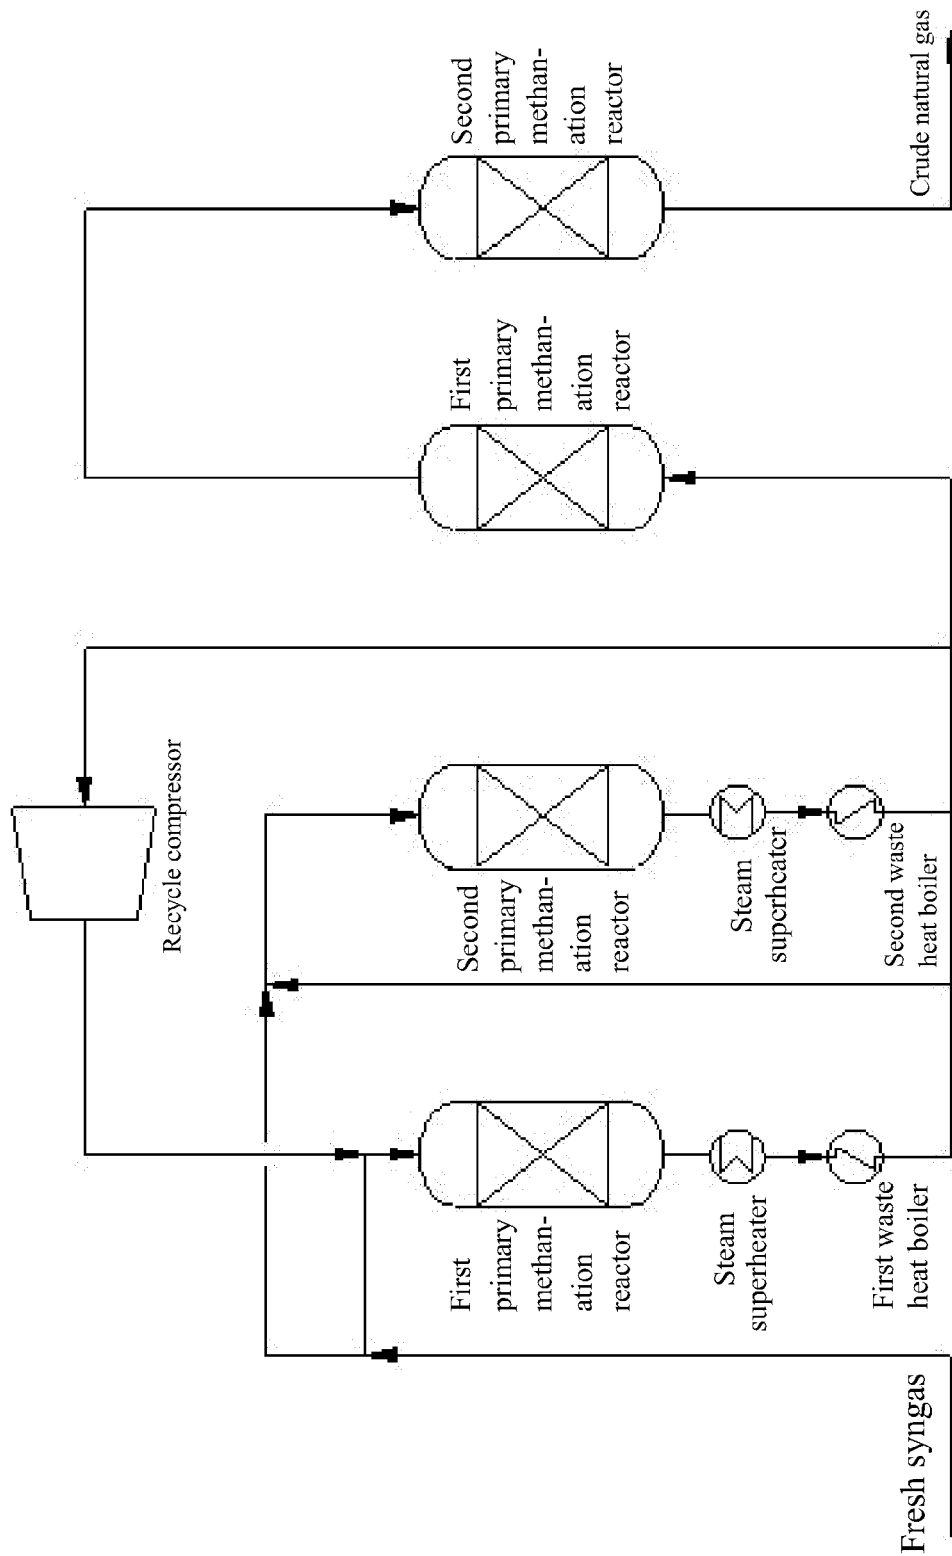 Recycle compressor
First
primary
methan-
ation
reactor
Second
primary
methan-
ation
reactor
First
primary
methan-
ation
reactor
Second
primary
methan-
ation
reactor
Steam
superheater
Steam
superheater
First waste
heat boiler
Second waste
heat boiler
Fresh syngas
Crude natural gas